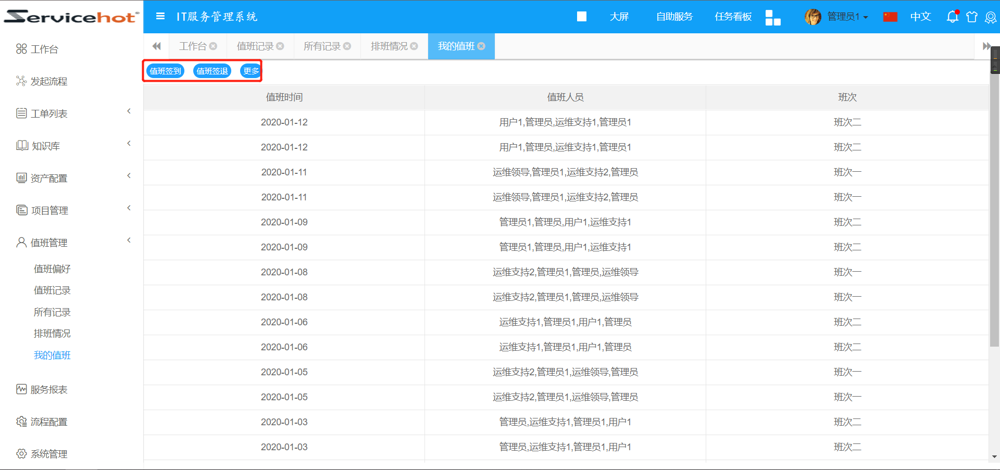 Servicehot
IT服务管理系统 大屏 自助服务 任务看板 管理员1 中文
工作台 值班记录 所有记录 排班情况 我的值班
值班签到 值班签退 更多
工作台
发起流程
工单列表
知识库
资产配置
项目管理
值班管理
值班偏好
值班记录
所有记录
排班情况
我的值班
服务报表
流程配置
系统管理
值班时间 值班人员 班次
2020-01-12 用户1,管理员,运维支持1,管理员1 班次二
2020-01-12 用户1,管理员,运维支持1,管理员1 班次二
2020-01-11 运维领导,管理员1,运维支持2,管理员 班次一
2020-01-11 运维领导,管理员1,运维支持2,管理员 班次一
2020-01-09 管理员1,管理员,用户1,运维支持1 班次二
2020-01-09 管理员1,管理员,用户1,运维支持1 班次二
2020-01-08 运维支持2,管理员1,管理员,运维领导 班次一
2020-01-08 运维支持2,管理员1,管理员,运维领导 班次一
2020-01-06 运维支持1,管理员1,用户1,管理员 班次二
2020-01-06 运维支持1,管理员1,用户1,管理员 班次二
2020-01-05 运维支持2,管理员1,运维领导,管理员 班次一
2020-01-05 运维支持2,管理员1,运维领导,管理员 班次一
2020-01-03 管理员,运维支持1,管理员1,用户1 班次二
2020-01-03 管理员,运维支持1,管理员1,用户1 班次二